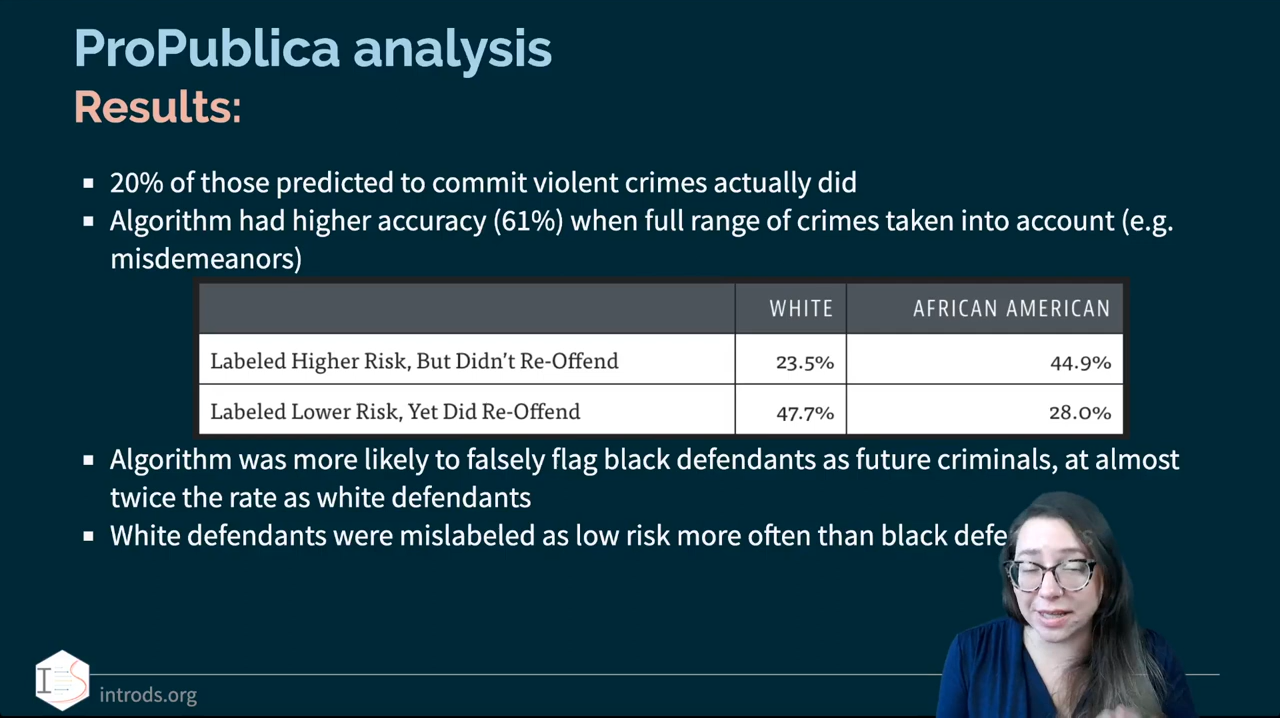 ProPublica analysis
Results:
▪ 20% of those predicted to commit violent crimes actually did
▪ Algorithm had higher accuracy (61%) when full range of crimes taken into account (e.g.
misdemeanors)
WHITE AFRICAN AMERICAN
Labeled Higher Risk, But Didn't Re-Offend 23.5% 44.9%
Labeled Lower Risk, Yet Did Re-Offend 47.7% 28.0%
▪ Algorithm was more likely to falsely flag black defendants as future criminals, at almost
twice the rate as white defendants
▪ White defendants were mislabeled as low risk more often than black
introds.org